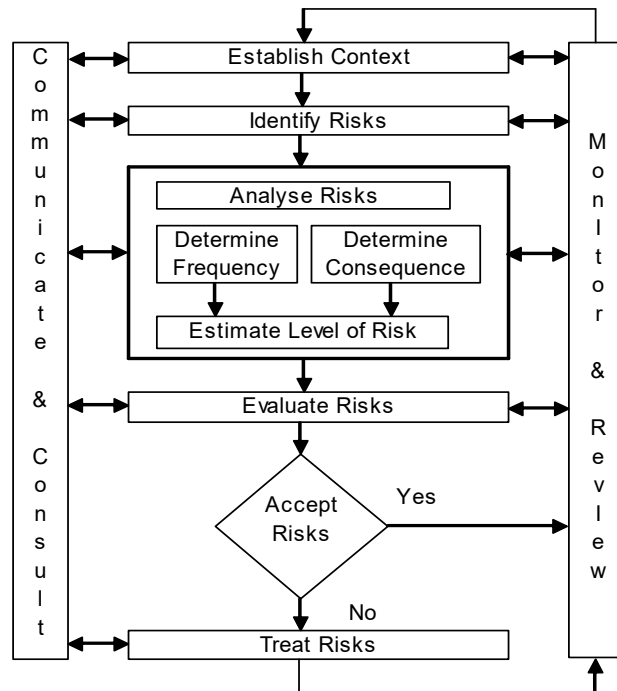 Communicate & Consult
Establish Context
Identify Risks
Analyse Risks
Determine
Frequency
Determine
Consequence
Estimate Level of Risk
Evaluate Risks
Accept
Risks
Yes
No
Treat Risks
MonItor & RevIew